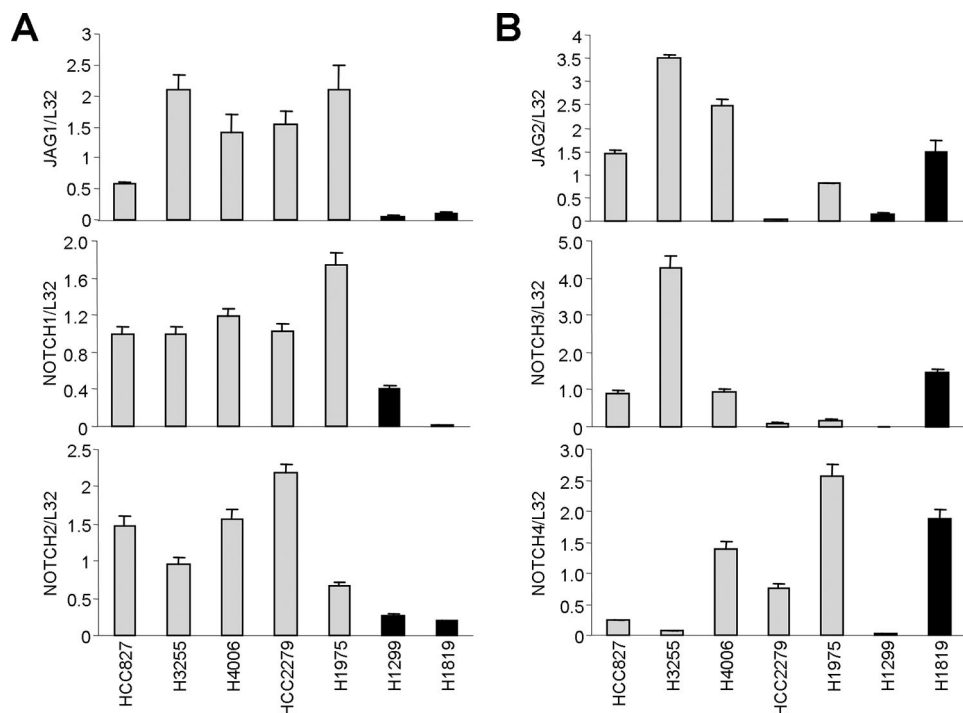 A
JAG1/L32
3
2.5
2
1.5
1
0.5
0
NOTCH1/L32
2.0
1.6
1.2
0.8
0.4
0
NOTCH2/L32
2.5
2
1.5
1
0.5
0
HCC827
H3255
H4006
HCC2279
H1975
H1299
H1819
B
JAG2/L32
4
3.5
3
2.5
2
1.5
1
0.5
0
NOTCH3/L32
5.0
4.0
3.0
2.0
1.0
0
NOTCH4/L32
3.0
2.5
2.0
1.5
1.0
0.5
0
HCC827
H3255
H4006
HCC2279
H1975
H1299
H1819